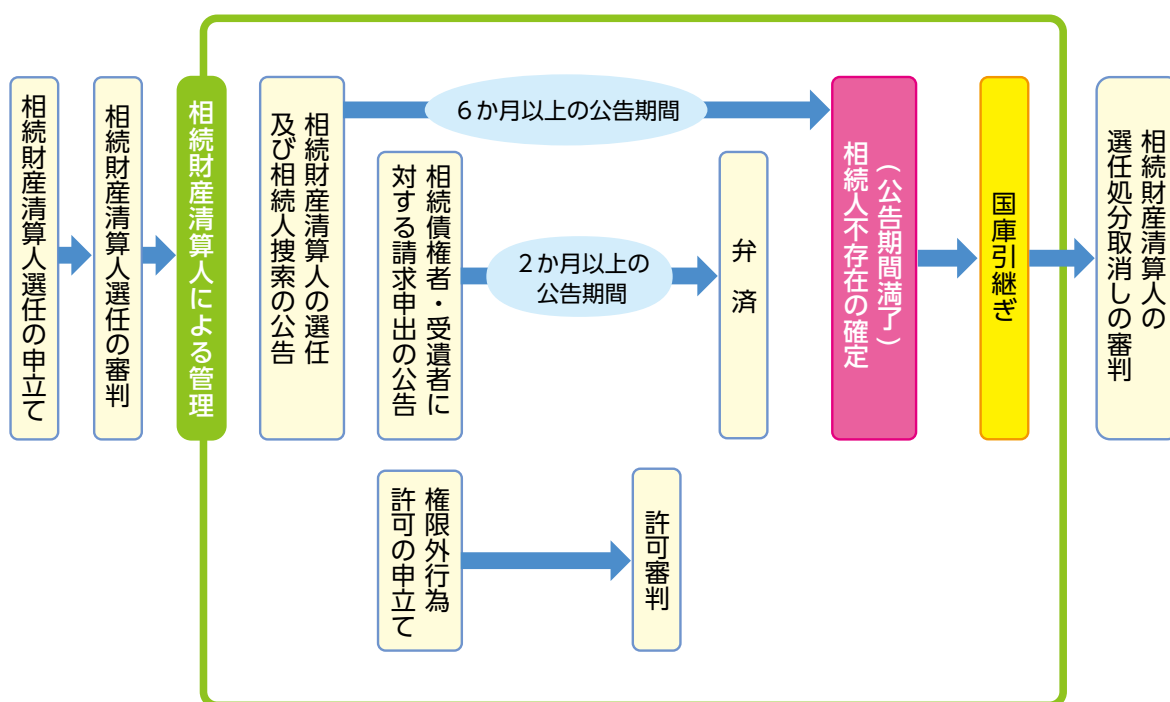 相続財産清算人選任の申立て
相続財産清算人選任の審判
相続財産清算人による管理
相続財産清算人の選任
及び相続人捜索の公告
6か月以上の公告期間
相続債権者・受遺者に
対する請求申出の公告
2か月以上の
公告期間
弁済
権限外行為
許可の申立て
許可審判
(公告期間満了)
相続人不存在の確定
国庫引継ぎ
相続財産清算人の
選任処分取消しの審判